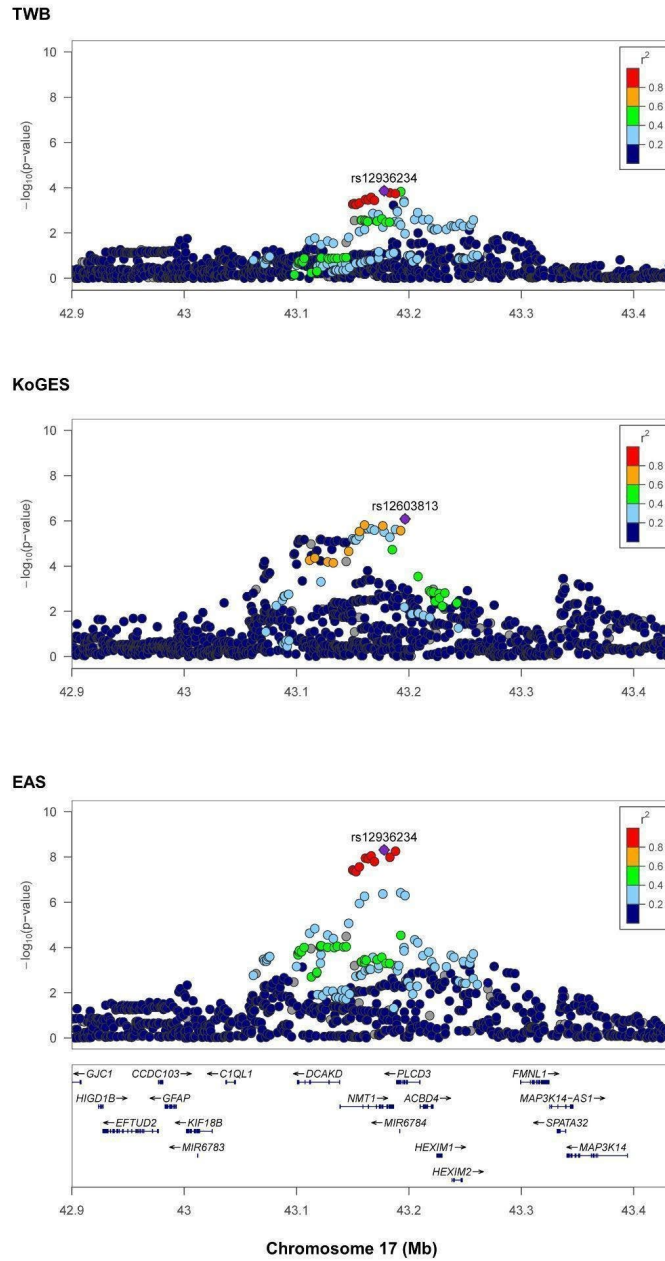 TWB
10
8
6
4
2
0
−log10(p−value)
r2
0.8
0.6
0.4
0.2
rs12936234
42.9 43 43.1 43.2 43.3 43.4
KoGES
10
8
6
4
2
0
−log10(p−value)
r2
0.8
0.6
0.4
0.2
rs12603813
42.9 43 43.1 43.2 43.3 43.4
EAS
10
8
6
4
2
0
−log10(p−value)
r2
0.8
0.6
0.4
0.2
rs12936234
←GJC1 CCDC103→ ←C1QL1 ←DCAKD ←PLCD3 FMNL1→
HIGD1B→ ←GFAP NMT1→ ACBD4→ MAP3K14−AS1→
←EFTUD2 ←KIF18B ←MIR6784 ←SPATA32
←MIR6783 HEXIM1→ ←MAP3K14
HEXIM2→
42.9 43 43.1 43.2 43.3 43.4
Chromosome 17 (Mb)